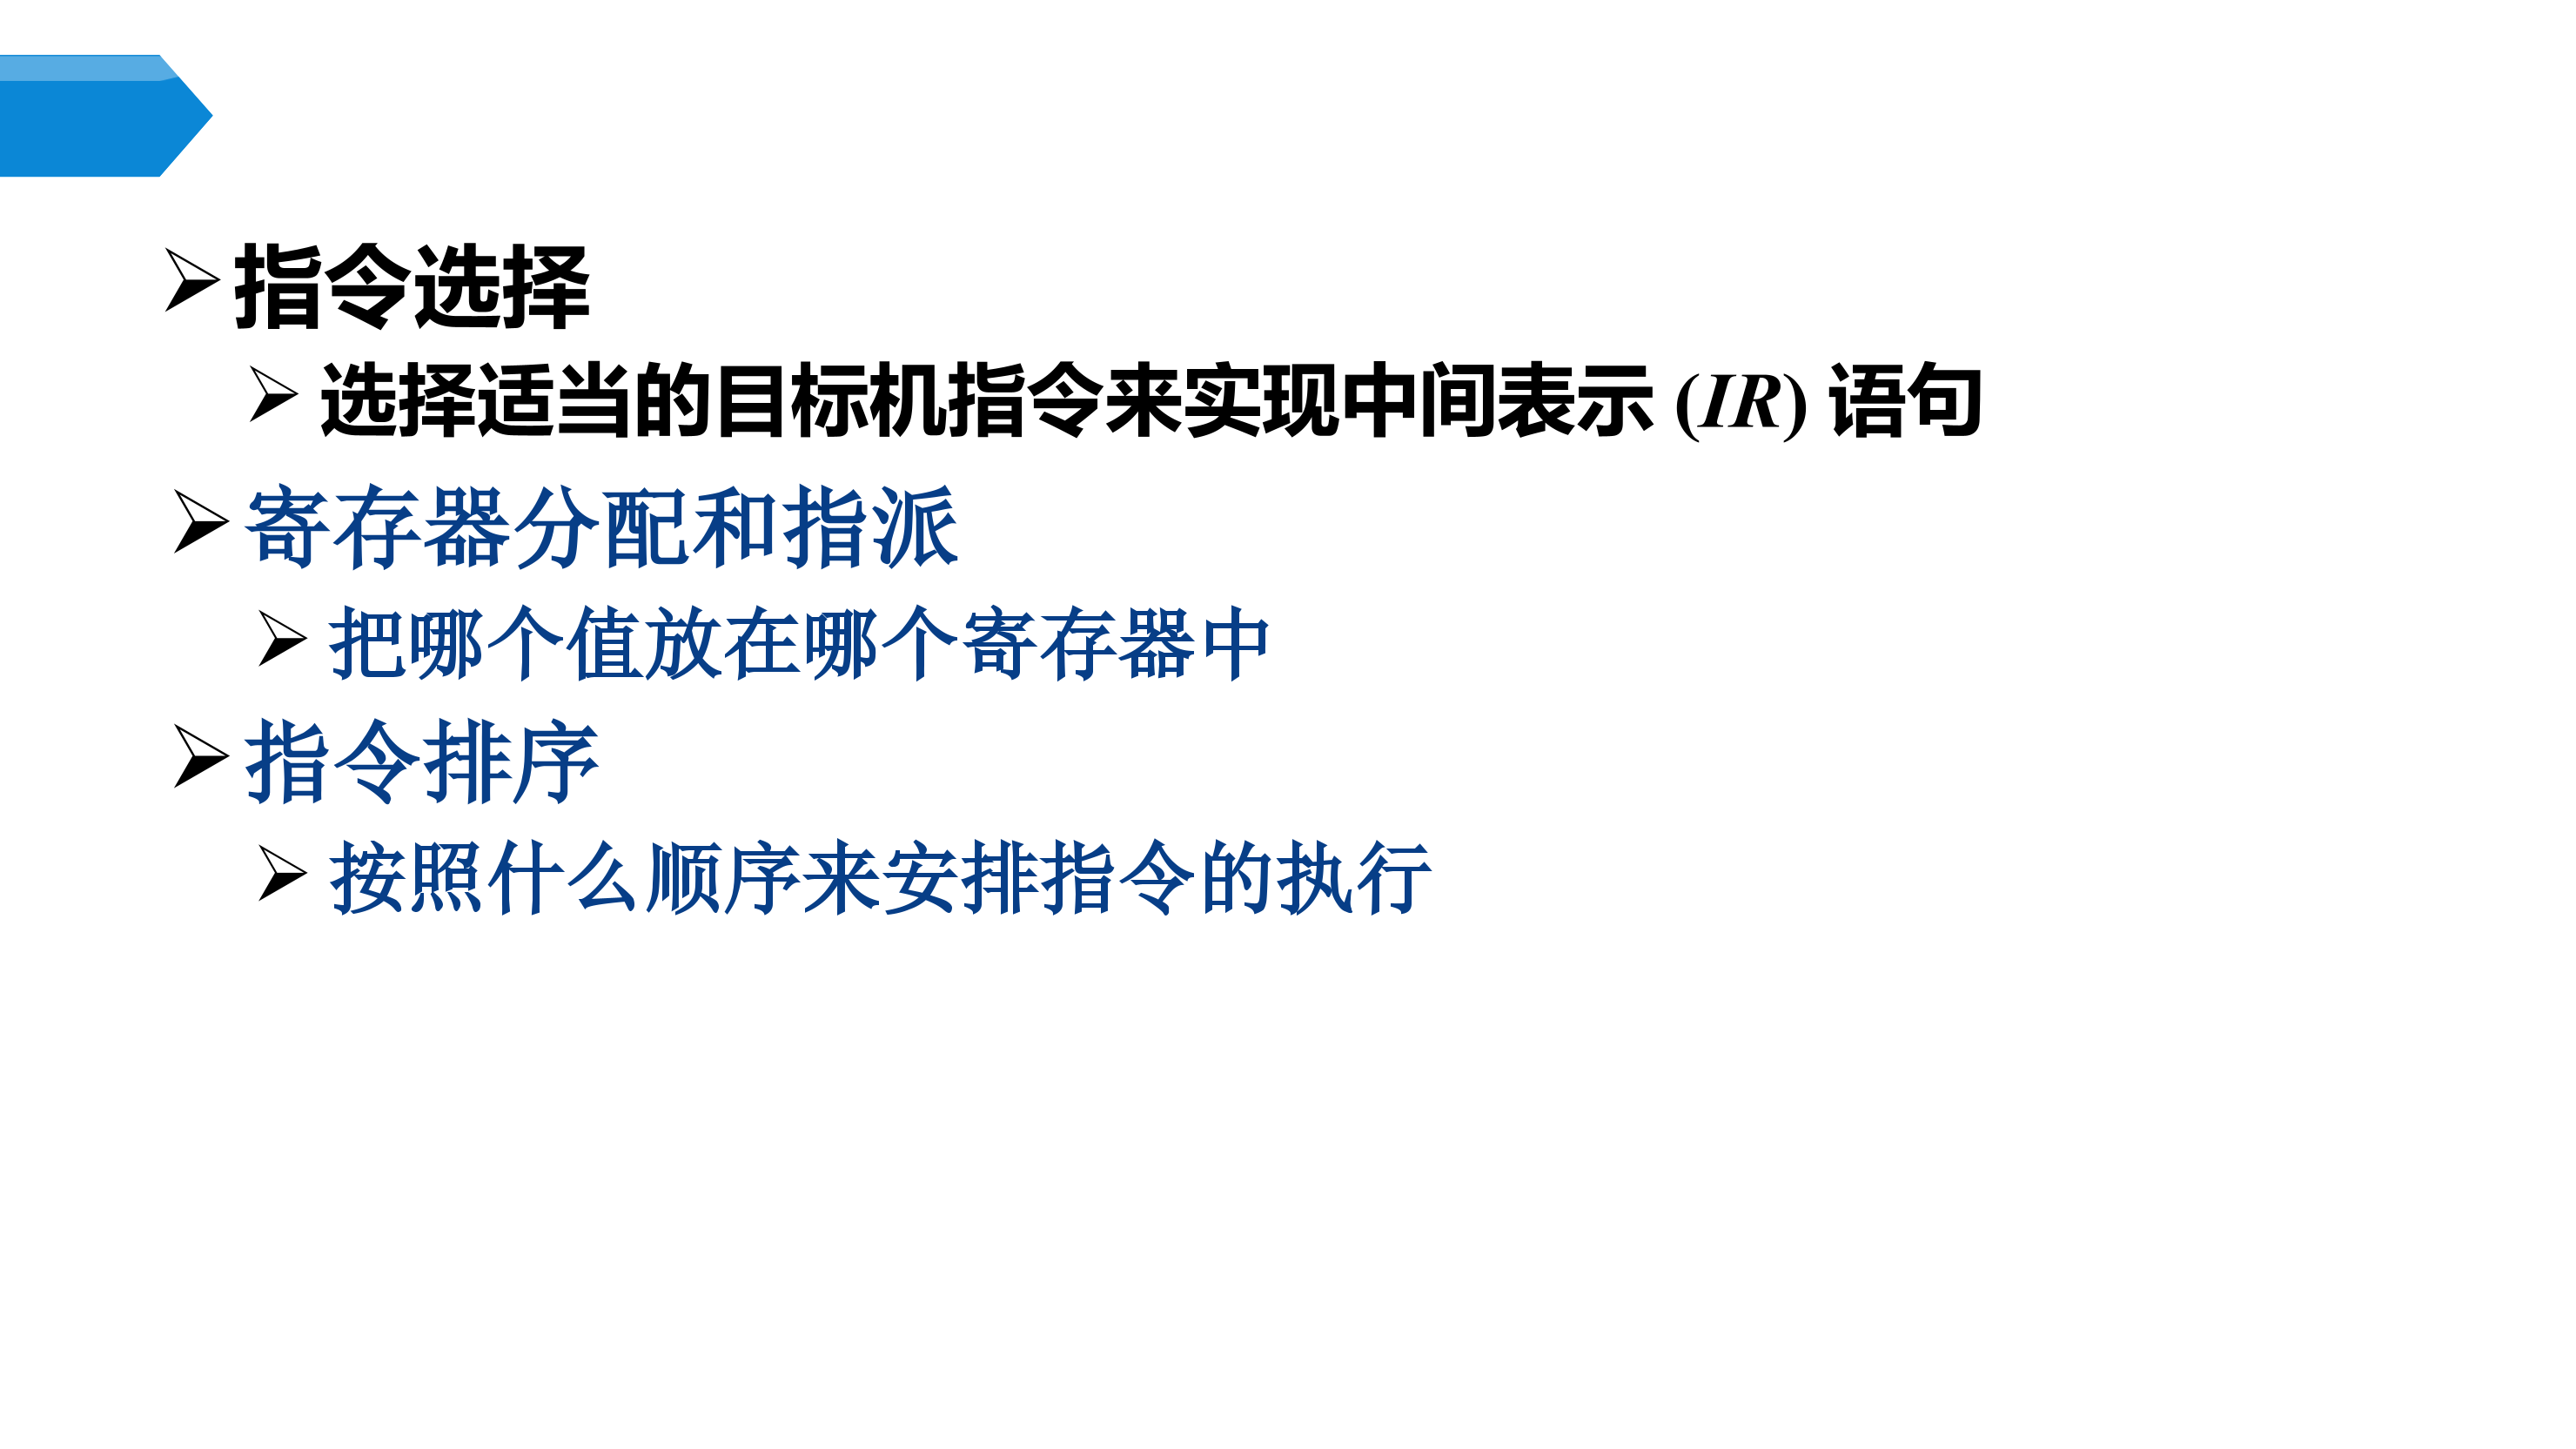 指令选择
选择适当的目标机指令来实现中间表示 (IR) 语句
寄存器分配和指派
把哪个值放在哪个寄存器中
指令排序
按照什么顺序来安排指令的执行